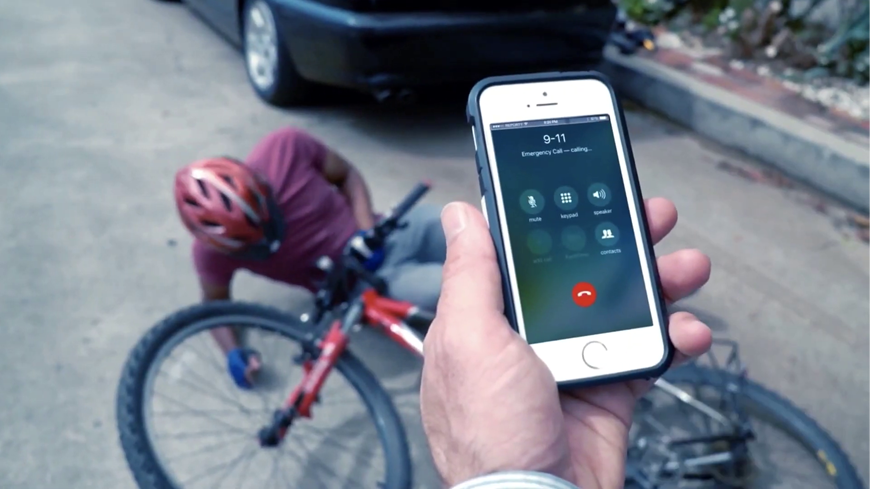 9-11
Emergency Call — calling...
mute
keypad
speaker
contacts